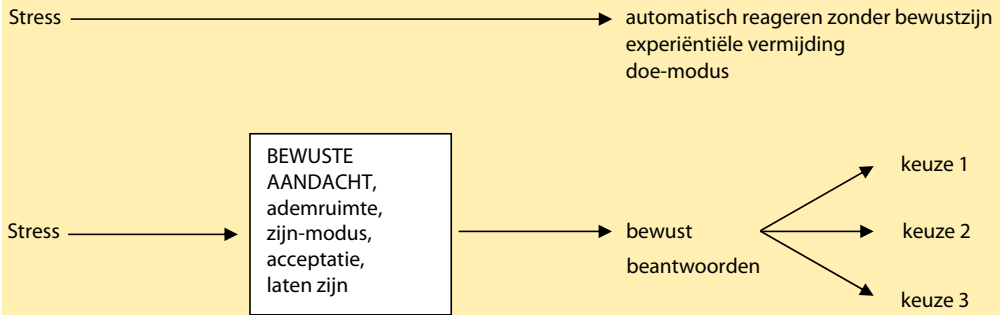 Stress
automatisch reageren zonder bewustzijn
experiëntiële vermijding
doe-modus
Stress
BEWUSTE
AANDACHT,
ademruimte,
zijn-modus,
acceptatie,
laten zijn
bewust
beantwoorden
keuze 1
keuze 2
keuze 3